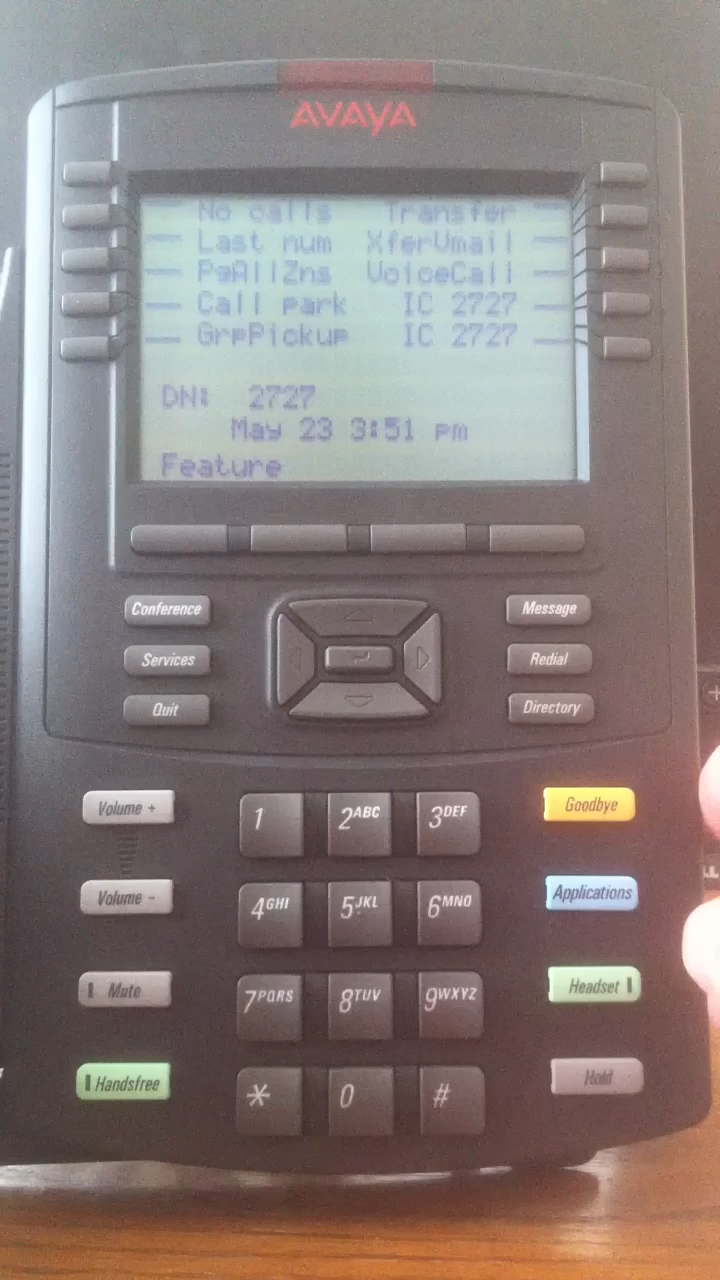 AVAYA
No calls Transfer
Last num XferVmail
PgAllZns VoiceCall
Call park IC 2727
GrpPickup IC 2727
DN: 2727
May 23 3:51 pm
Feature
Conference Message
Services Redial
Quit Directory
Volume + 1 2ABC 3DEF Goodbye
Volume - 4GHI 5JKL 6MNO Applications
Mute 7PQRS 8TUV 9WXYZ Headset
Handsfree * 0 # Hold